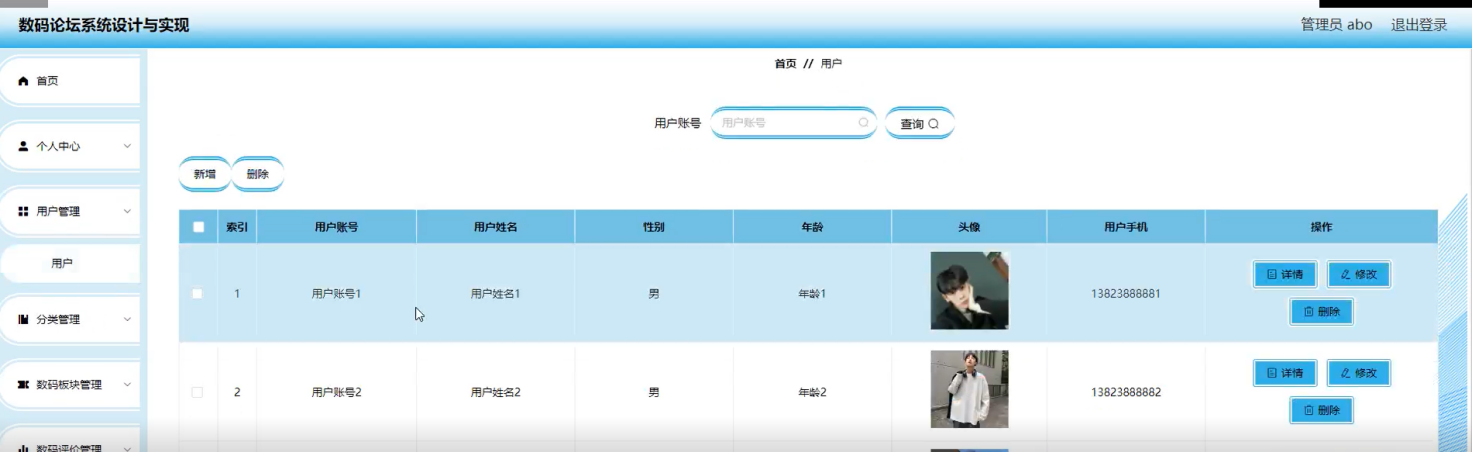 数码论坛系统设计与实现
管理员 abo 退出登录
首页
个人中心
用户管理
用户
分类管理
数码板块管理
数码评价管理
首页 // 用户
用户账号 用户账号 查询
新增 删除
索引 用户账号 用户姓名 性别 年龄 头像 用户手机 操作
1 用户账号1 用户姓名1 男 年龄1 13823888881 详情 修改
删除
2 用户账号2 用户姓名2 男 年龄2 13823888882 详情 修改
删除